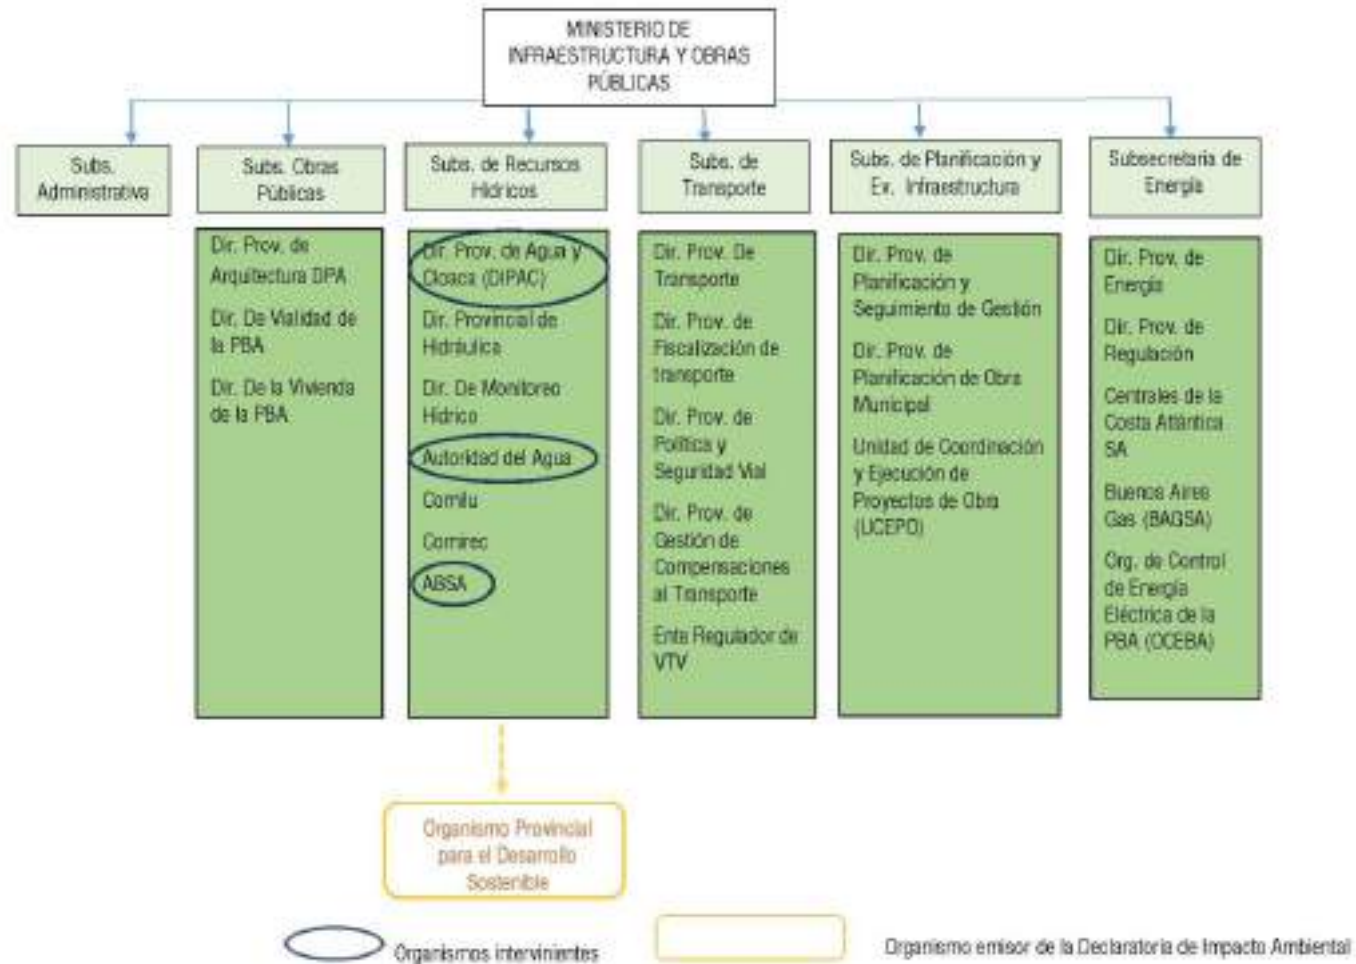 MINISTERIO DE
INFRAESTRUCTURA Y OBRAS
PÚBLICAS
Subs.
Administrativa
Subs. Obras
Públicas
Subs. de Recursos
Hídricos
Subs. de
Transporte
Subs. de Planificación y
Ev. Infraestructura
Subsecretaria de
Energía
Dir. Prov. de
Arquitectura DPA
Dir. De Vialidad de
la PBA
Dir. De la Vivienda
de la PBA
Dir. Prov. de Agua y
Cloaca (DIPAC)
Dir. Provincial de
Hidráulica
Dir. De Monitoreo
Hídrico
Autoridad del Agua
Comilu
Comirec
ABSA
Dir. Prov. De
Transporte
Dir. Prov. de
Fiscalización de
transporte
Dir. Prov. de
Política y
Seguridad Vial
Dir. Prov. de
Gestión de
Compensaciones
al Transporte
Ente Regulador de
VTV
Dir. Prov. de
Planificación y
Seguimiento de Gestión
Dir. Prov. de
Planificación de Obra
Municipal
Unidad de Coordinación
y Ejecución de
Proyectos de Obra
(UCEPO)
Dir. Prov. de
Energía
Dir. Prov. de
Regulación
Centrales de la
Costa Atlántica
SA
Buenos Aires
Gas (BAGSA)
Org. de Control
de Energía
Eléctrica de la
PBA (OCEBA)
Organismo Provincial
para el Desarrollo
Sostenible
Organismos intervinientes
Organismo emisor de la Declaratoria de Impacto Ambiental